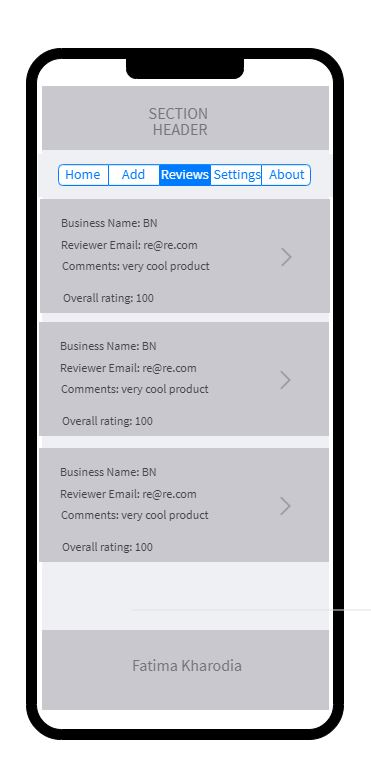 SECTION
HEADER
Home Add Reviews Settings About
Business Name: BN
Reviewer Email: re@re.com
Comments: very cool product
Overall rating: 100
Business Name: BN
Reviewer Email: re@re.com
Comments: very cool product
Overall rating: 100
Business Name: BN
Reviewer Email: re@re.com
Comments: very cool product
Overall rating: 100
Fatima Kharodia